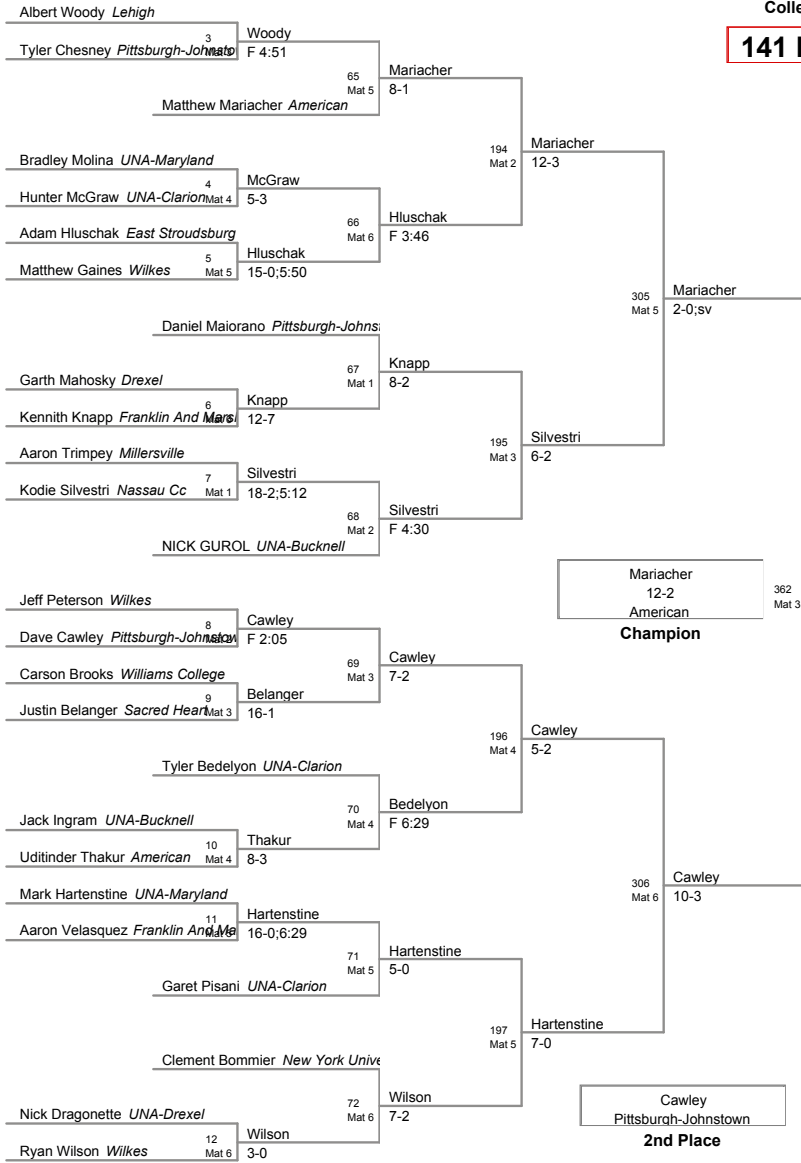 Colle
141
Albert Woody Lehigh
3
Tyler Chesney Pittsburgh-Johnsto
Woody
F 4:51
65
Mat 5
Matthew Mariacher American
Mariacher
8-1
Bradley Molina UNA-Maryland
4
Mat 4
Hunter McGraw UNA-Clarion
McGraw
5-3
Adam Hluschak East Stroudsburg
5
Mat 5
Matthew Gaines Wilkes
Hluschak
15-0;5:50
66
Mat 6
Hluschak
F 3:46
194
Mat 2
Mariacher
12-3
Daniel Maiorano Pittsburgh-Johnst
Garth Mahosky Drexel
6
Kennith Knapp Franklin And Marsh
Knapp
12-7
67
Mat 1
Knapp
8-2
Aaron Trimpey Millersville
7
Mat 1
Kodie Silvestri Nassau Cc
Silvestri
18-2;5:12
68
Mat 2
NICK GUROL UNA-Bucknell
Silvestri
F 4:30
195
Mat 3
Silvestri
6-2
305
Mat 5
Mariacher
2-0;sv
Mariacher
12-2
American
Champion
362
Mat 3
Jeff Peterson Wilkes
8
Dave Cawley Pittsburgh-Johnstow
Cawley
F 2:05
Carson Brooks Williams College
9
Mat 3
Justin Belanger Sacred Heart
Belanger
16-1
69
Mat 3
Cawley
7-2
Tyler Bedelyon UNA-Clarion
Jack Ingram UNA-Bucknell
10
Mat 4
Uditinder Thakur American
Thakur
8-3
70
Mat 4
Bedelyon
F 6:29
196
Mat 4
Cawley
5-2
Mark Hartenstine UNA-Maryland
11
Aaron Velasquez Franklin And Ma
Hartenstine
16-0;6:29
71
Mat 5
Garet Pisani UNA-Clarion
Hartenstine
5-0
Clement Bommier New York Unive
Nick Dragonette UNA-Drexel
12
Mat 6
Ryan Wilson Wilkes
Wilson
3-0
72
Mat 6
Wilson
7-2
197
Mat 5
Hartenstine
7-0
306
Mat 6
Cawley
10-3
Cawley
Pittsburgh-Johnstown
2nd Place